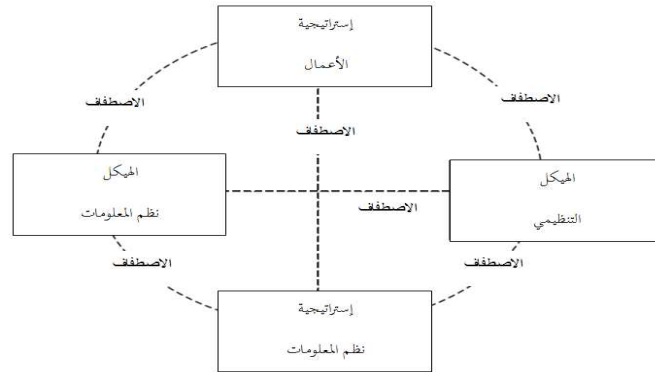 إستراتيجية
الأعمال
الاصطفاف
الاصطفاف
الاصطفاف
الهيكل
التنظيمي
الهيكل
نظم المعلومات
الاصطفاف
الاصطفاف
الاصطفاف
إستراتيجية
نظم المعلومات